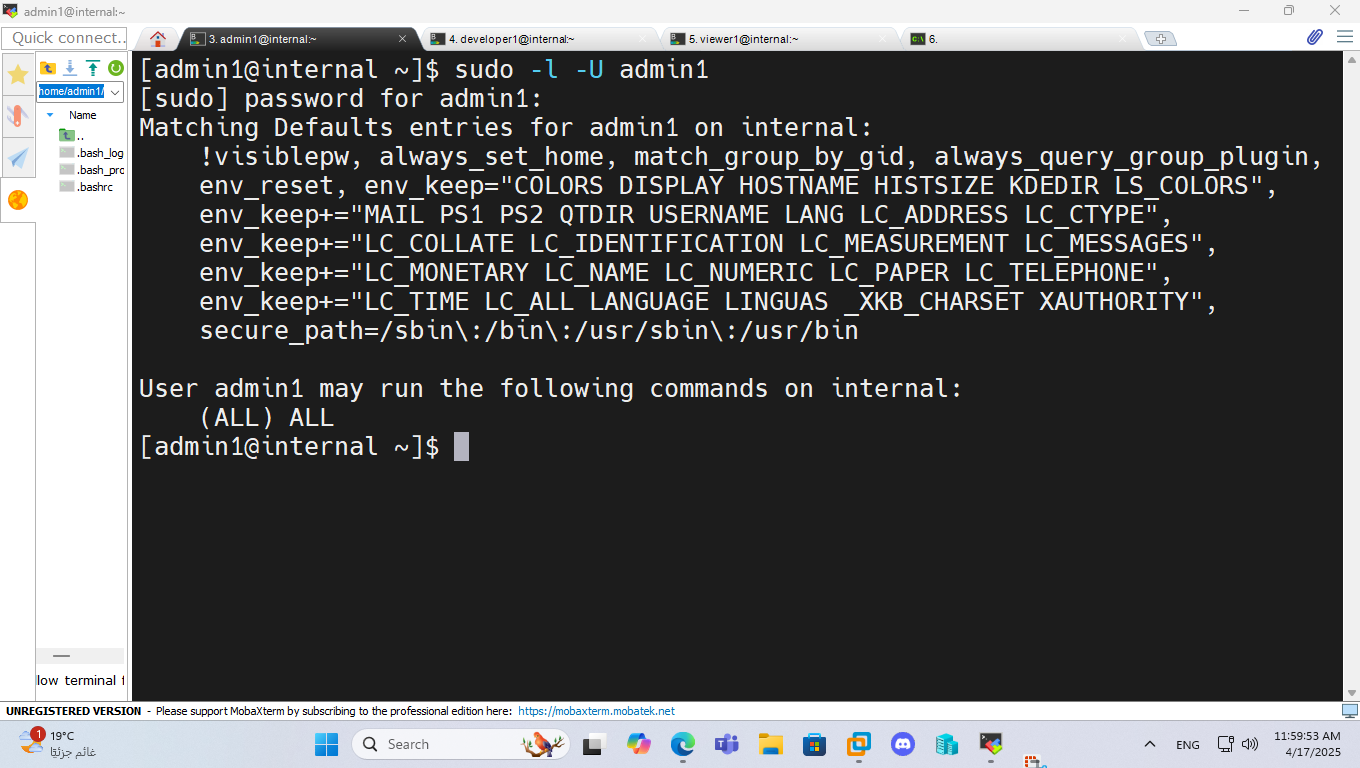 admin1@internal:~
Quick connect...
3. admin1@internal:~
4. developer1@internal:~
5. viewer1@internal:~
6.
home/admin1/
Name
..
.bash_log
.bash_pro
.bashrc
low terminal f
[admin1@internal ~]$ sudo -l -U admin1
[sudo] password for admin1:
Matching Defaults entries for admin1 on internal:
!visiblepw, always_set_home, match_group_by_gid, always_query_group_plugin,
env_reset, env_keep="COLORS DISPLAY HOSTNAME HISTSIZE KDEDIR LS_COLORS",
env_keep+="MAIL PS1 PS2 QTDIR USERNAME LANG LC_ADDRESS LC_CTYPE",
env_keep+="LC_COLLATE LC_IDENTIFICATION LC_MEASUREMENT LC_MESSAGES",
env_keep+="LC_MONETARY LC_NAME LC_NUMERIC LC_PAPER LC_TELEPHONE",
env_keep+="LC_TIME LC_ALL LANGUAGE LINGUAS _XKB_CHARSET XAUTHORITY",
secure_path=/sbin\:/bin\:/usr/sbin\:/usr/bin
User admin1 may run the following commands on internal:
(ALL) ALL
[admin1@internal ~]$
UNREGISTERED VERSION - Please support MobaXterm by subscribing to the professional edition here: https://mobaxterm.mobatek.net
1
19°C
غائم جزئيًا
Search
ENG
11:59:53 AM
4/17/2025